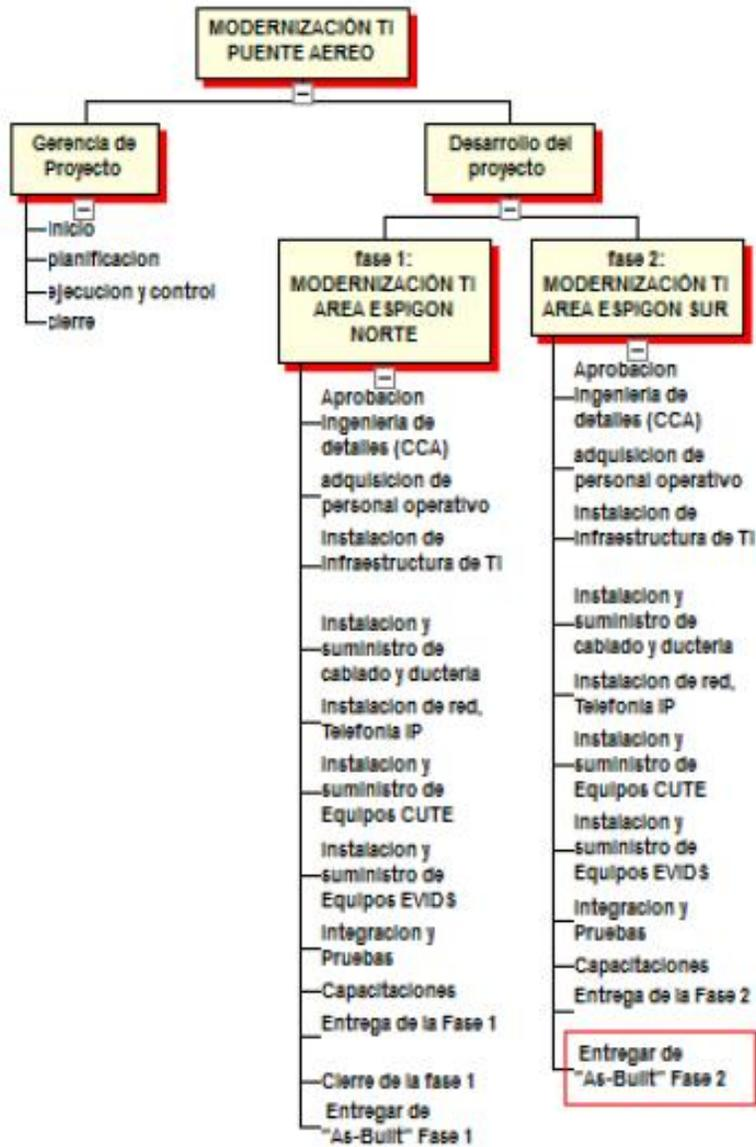 MODERNIZACIÓN TI
PUENTE AEREO
Gerencia de
Proyecto
inicio
planificacion
ejecucion y control
cierre
Desarrollo del
proyecto
fase 1:
MODERNIZACIÓN TI
AREA ESPIGON
NORTE
Aprobacion
Ingenieria de
detalles (CCA)
adquisicion de
personal operativo
Instalacion de
Infraestructura de TI
Instalacion y
suministro de
cablado y ducteria
Instalacion de red,
Telefonia IP
Instalacion y
suministro de
Equipos CUTE
Instalacion y
suministro de
Equipos EVIDS
Integracion y
Pruebas
Capacitaciones
Entrega de la Fase 1
Cierre de la fase 1
Entregar de
"As-Built" Fase 1
fase 2:
MODERNIZACIÓN TI
AREA ESPIGON SUR
Aprobacion
Ingenieria de
detalles (CCA)
adquisicion de
personal operativo
Instalacion de
Infraestructura de TI
Instalacion y
suministro de
cablado y ducteria
Instalacion de red,
Telefonia IP
Instalacion y
suministro de
Equipos CUTE
Instalacion y
suministro de
Equipos EVIDS
Integracion y
Pruebas
Capacitaciones
Entrega de la Fase 2
Entregar de
"As-Built" Fase 2